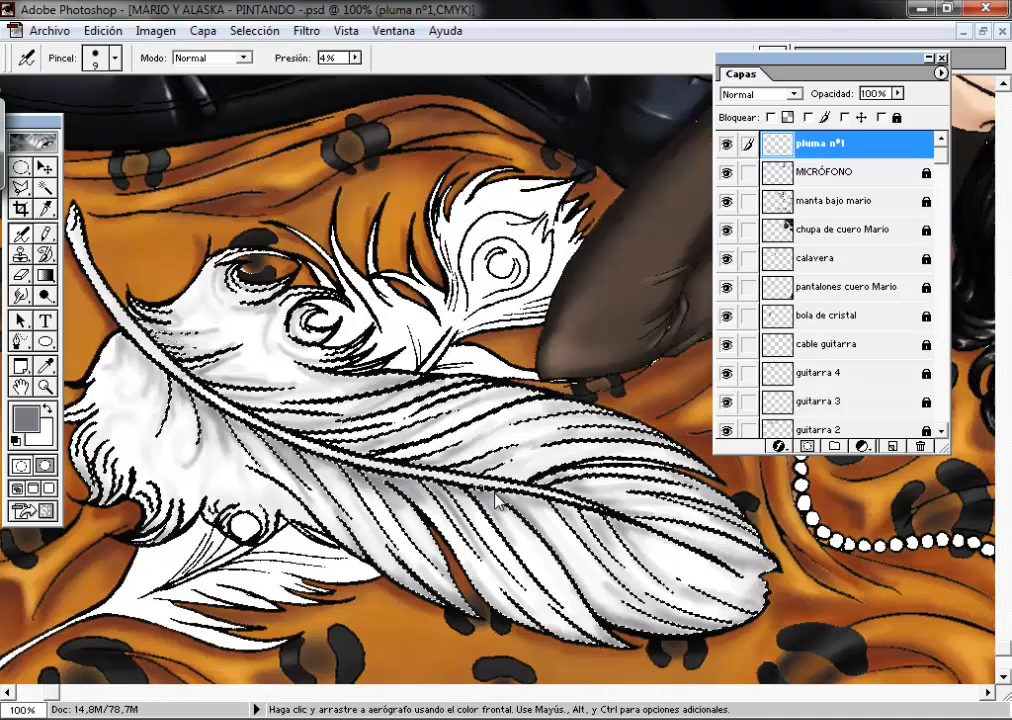 Adobe Photoshop - [MARIO Y ALASKA - PINTANDO -.psd @ 100% (pluma nº1,CMYK)]
Archivo Edición Imagen Capa Selección Filtro Vista Ventana Ayuda
Pincel: 9 Modo: Normal Presión: 4%
Capas
Normal Opacidad: 100%
Bloquear:
pluma nº1
MICRÓFONO
manta bajo mario
chupa de cuero Mario
calavera
pantalones cuero Mario
bola de cristal
cable guitarra
guitarra 4
guitarra 3
guitarra 2
100% Doc: 14,8M/78,7M Haga clic y arrastre a aerógrafo usando el color frontal. Use Mayús., Alt, y Ctrl para opciones adicionales.